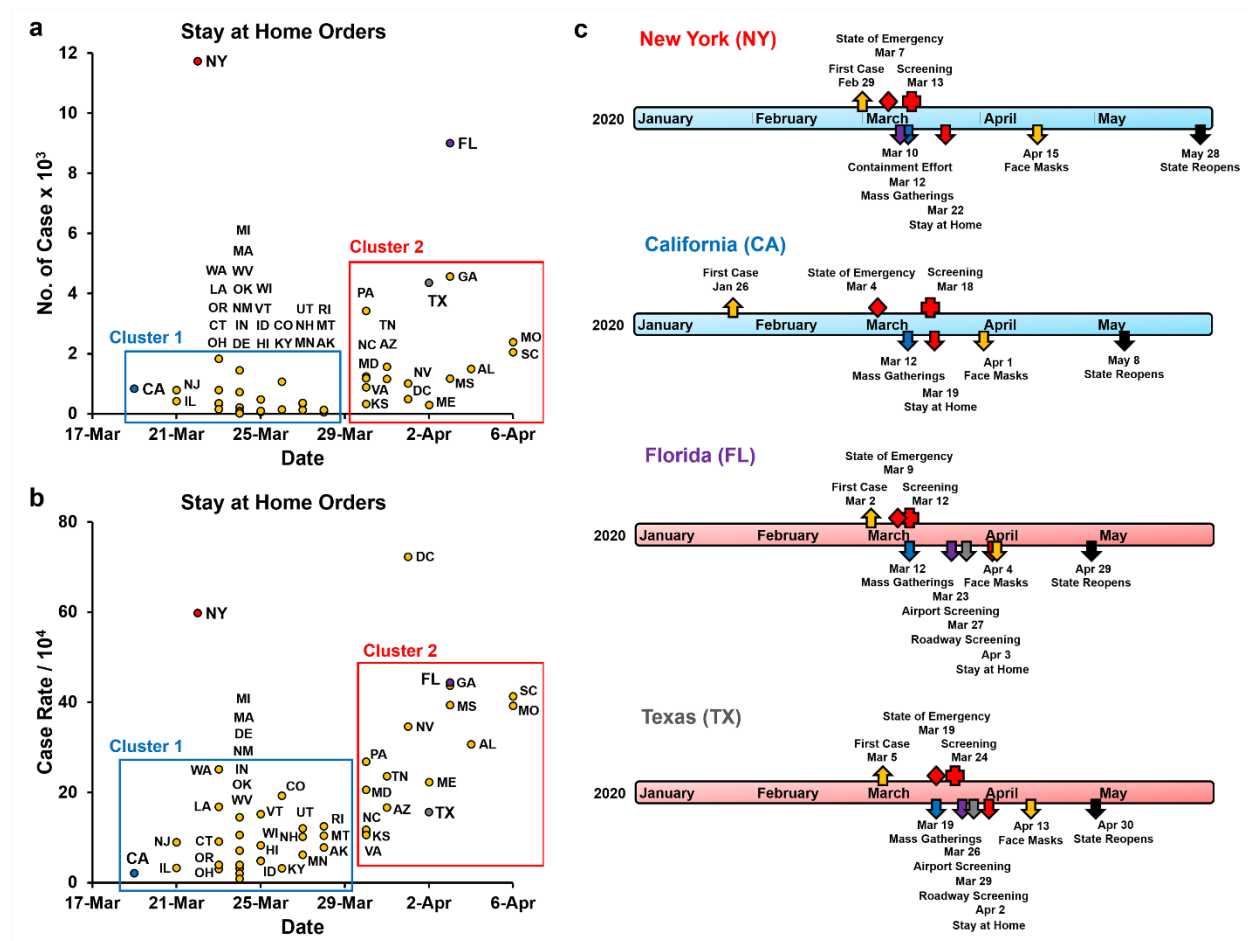 a
Stay at Home Orders
No. of Case x 10³
12
10
8
6
4
2
0
NY
FL
MI
MA
WA WV
LA OK WI
OR NM VT UT RI
CT IN ID CO NH MT
OH DE HI KY MN AK
Cluster 1
CA
NJ
IL
Cluster 2
PA
TX
GA
TN
NC AZ
MD
VA
KS
NV
DC
ME
MS
AL
MO
SC
17-Mar 21-Mar 25-Mar 29-Mar 2-Apr 6-Apr
Date
b
Stay at Home Orders
Case Rate / 10⁴
80
60
40
20
0
NY
DC
MI
MA
DE
NM
IN
OK
WV
Cluster 1
WA
LA
NJ
CT
OR
OH
IL
CA
VT
WI
HI
ID
CO
KY
UT
NH
MN
RI
MT
AK
Cluster 2
FL
GA
MS
SC
MO
NV
AL
PA
TN
MD
ME
AZ
TX
NC
KS
VA
17-Mar 21-Mar 25-Mar 29-Mar 2-Apr 6-Apr
Date
c
New York (NY)
State of Emergency
Mar 7
First Case
Feb 29
Screening
Mar 13
2020 January February March April May
Mar 10
Containment Effort
Mar 12
Mass Gatherings
Mar 22
Stay at Home
Apr 15
Face Masks
May 28
State Reopens
California (CA)
First Case
Jan 26
State of Emergency
Mar 4
Screening
Mar 18
2020 January February March April May
Mar 12
Mass Gatherings
Mar 19
Stay at Home
Apr 1
Face Masks
May 8
State Reopens
Florida (FL)
State of Emergency
Mar 9
First Case
Mar 2
Screening
Mar 12
2020 January February March April May
Mar 12
Mass Gatherings
Mar 23
Airport Screening
Mar 27
Roadway Screening
Apr 3
Stay at Home
Apr 4
Face Masks
Apr 29
State Reopens
Texas (TX)
State of Emergency
Mar 19
First Case
Mar 5
Screening
Mar 24
2020 January February March April May
Mar 19
Mass Gatherings
Mar 26
Airport Screening
Mar 29
Roadway Screening
Apr 2
Stay at Home
Apr 13
Face Masks
Apr 30
State Reopens